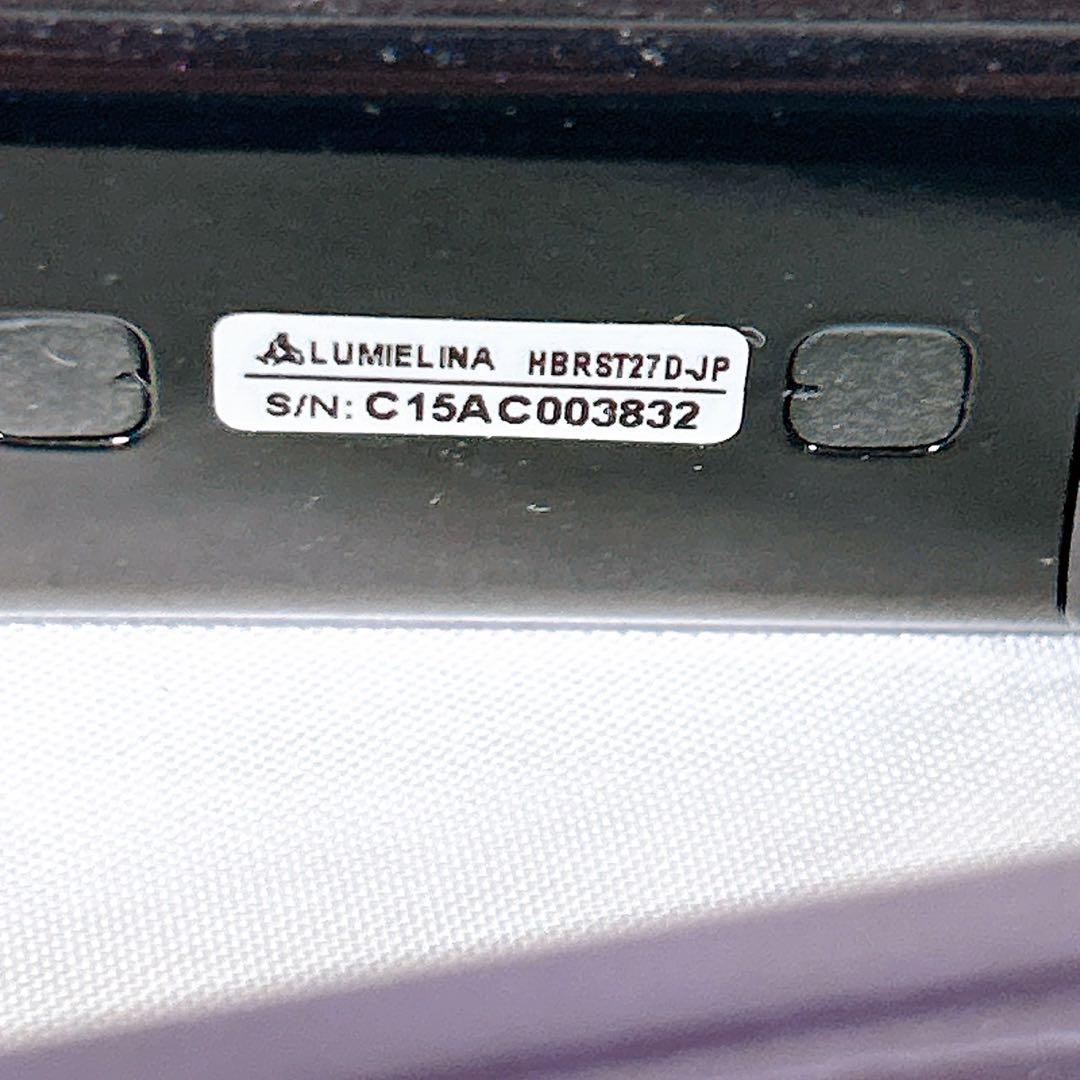 LUMIELINA HBRST27D-JP
S/N: C15AC003832